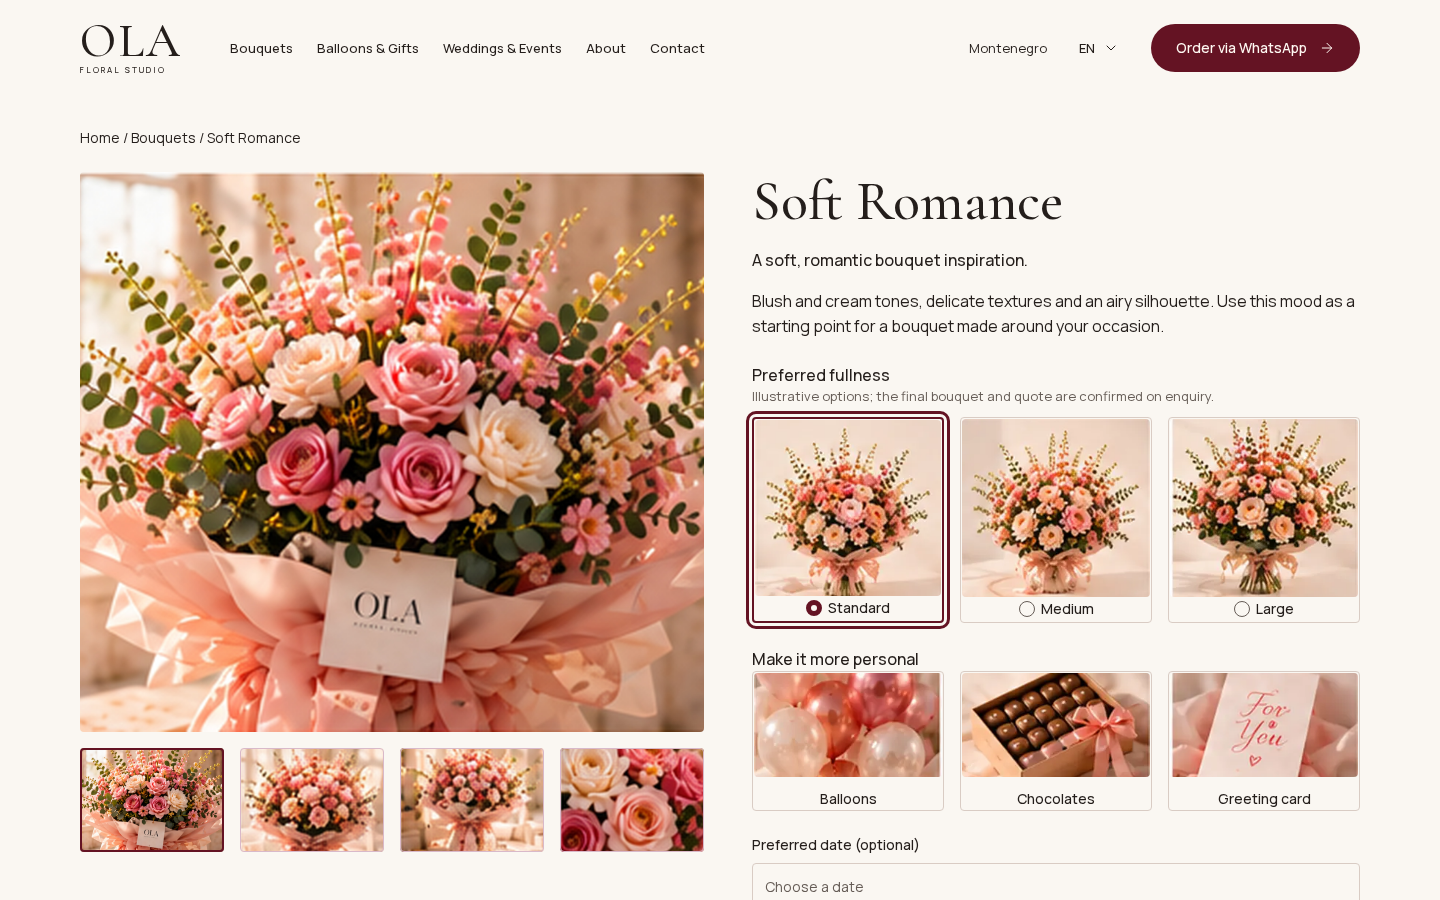 OLA
FLORAL STUDIO
Bouquets
Balloons & Gifts
Weddings & Events
About
Contact
Montenegro
EN
Order via WhatsApp
Home / Bouquets / Soft Romance
Soft Romance
A soft, romantic bouquet inspiration.
Blush and cream tones, delicate textures and an airy silhouette. Use this mood as a
starting point for a bouquet made around your occasion.
Preferred fullness
Illustrative options; the final bouquet and quote are confirmed on enquiry.
Standard
Medium
Large
OLA
Make it more personal
For
You
Balloons
Chocolates
Greeting card
OLA
Preferred date (optional)
Choose a date